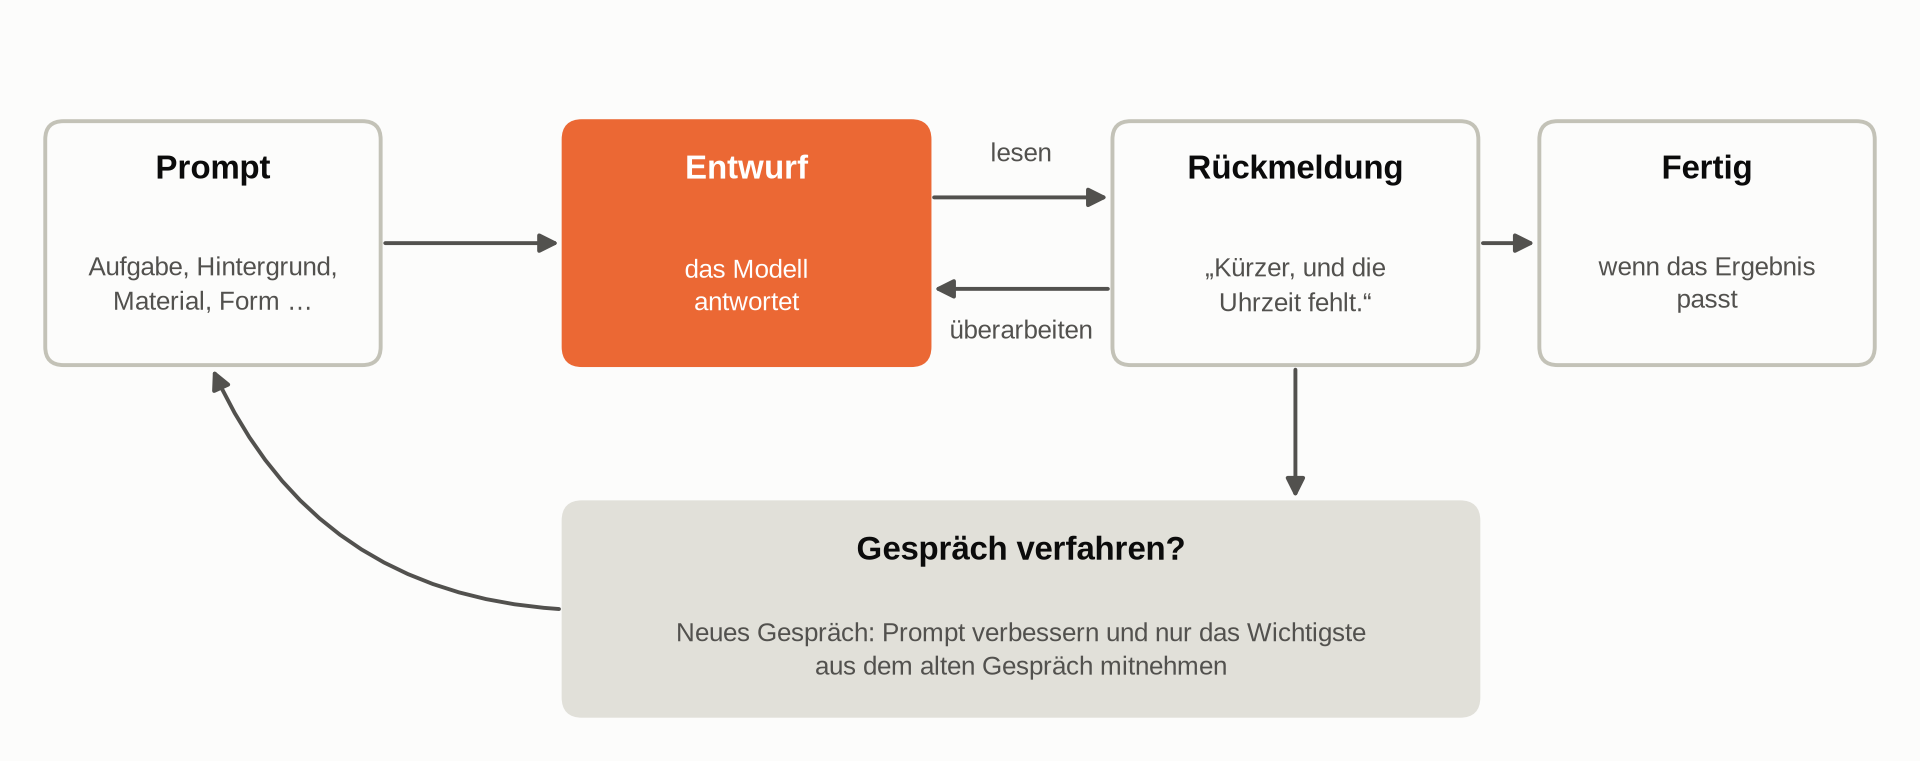 Prompt
Aufgabe, Hintergrund,
Material, Form …
Entwurf
das Modell
antwortet
lesen
überarbeiten
Rückmeldung
„Kürzer, und die
Uhrzeit fehlt.“
Fertig
wenn das Ergebnis
passt
Gespräch verfahren?
Neues Gespräch: Prompt verbessern und nur das Wichtigste
aus dem alten Gespräch mitnehmen